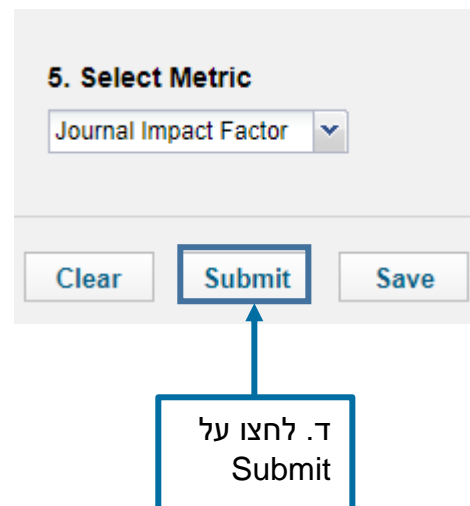 5. Select Metric
Journal Impact Factor
Clear Submit Save
ד. לחצו על
Submit